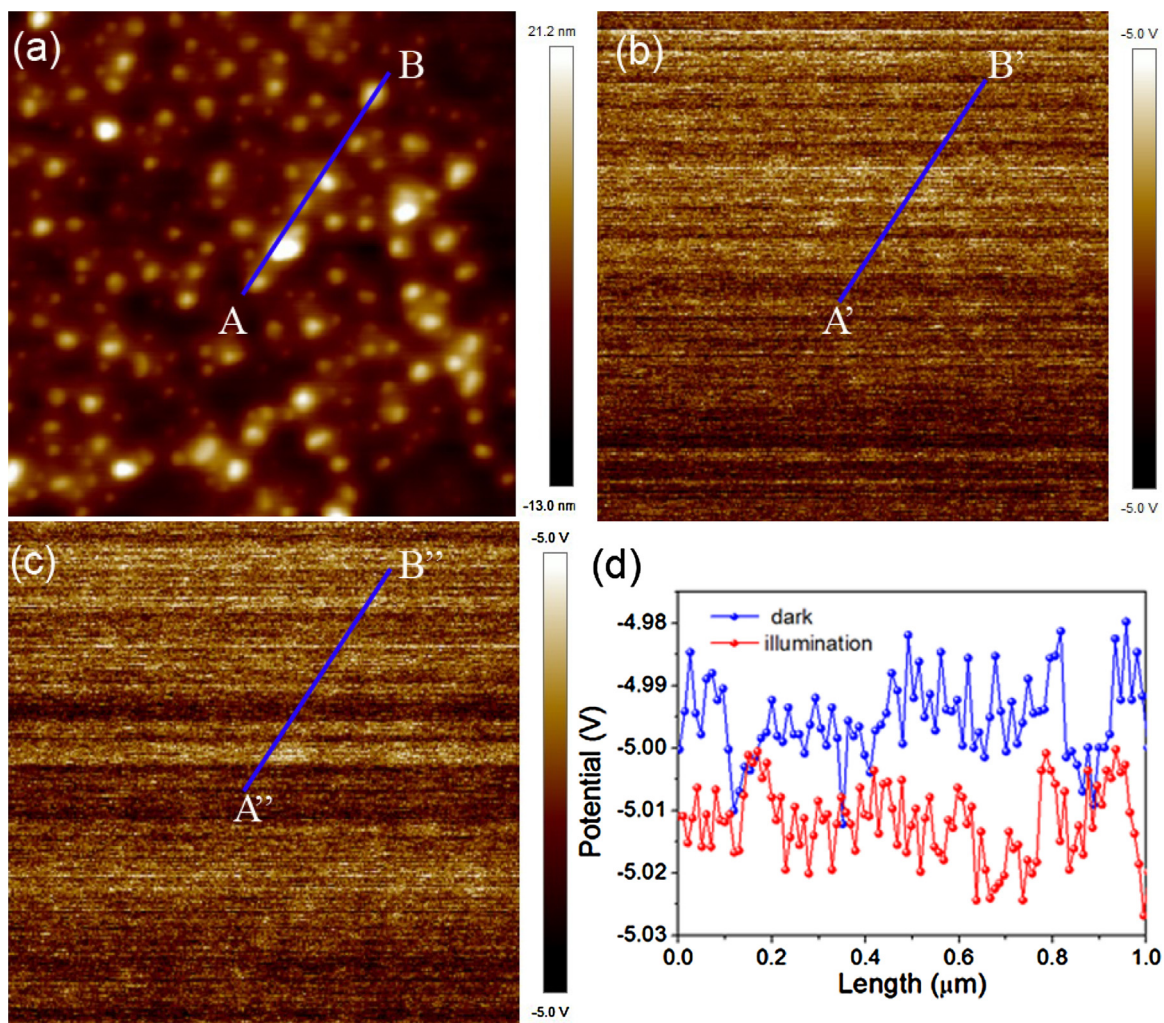 (a)
B
A
21.2 nm
-13.0 nm
(b)
B’
A’
-5.0 V
-5.0 V
(c)
B’’
A’’
-5.0 V
-5.0 V
(d)
dark
illumination
Potential (V)
-4.98
-4.99
-5.00
-5.01
-5.02
-5.03
0.0 0.2 0.4 0.6 0.8 1.0
Length (μm)